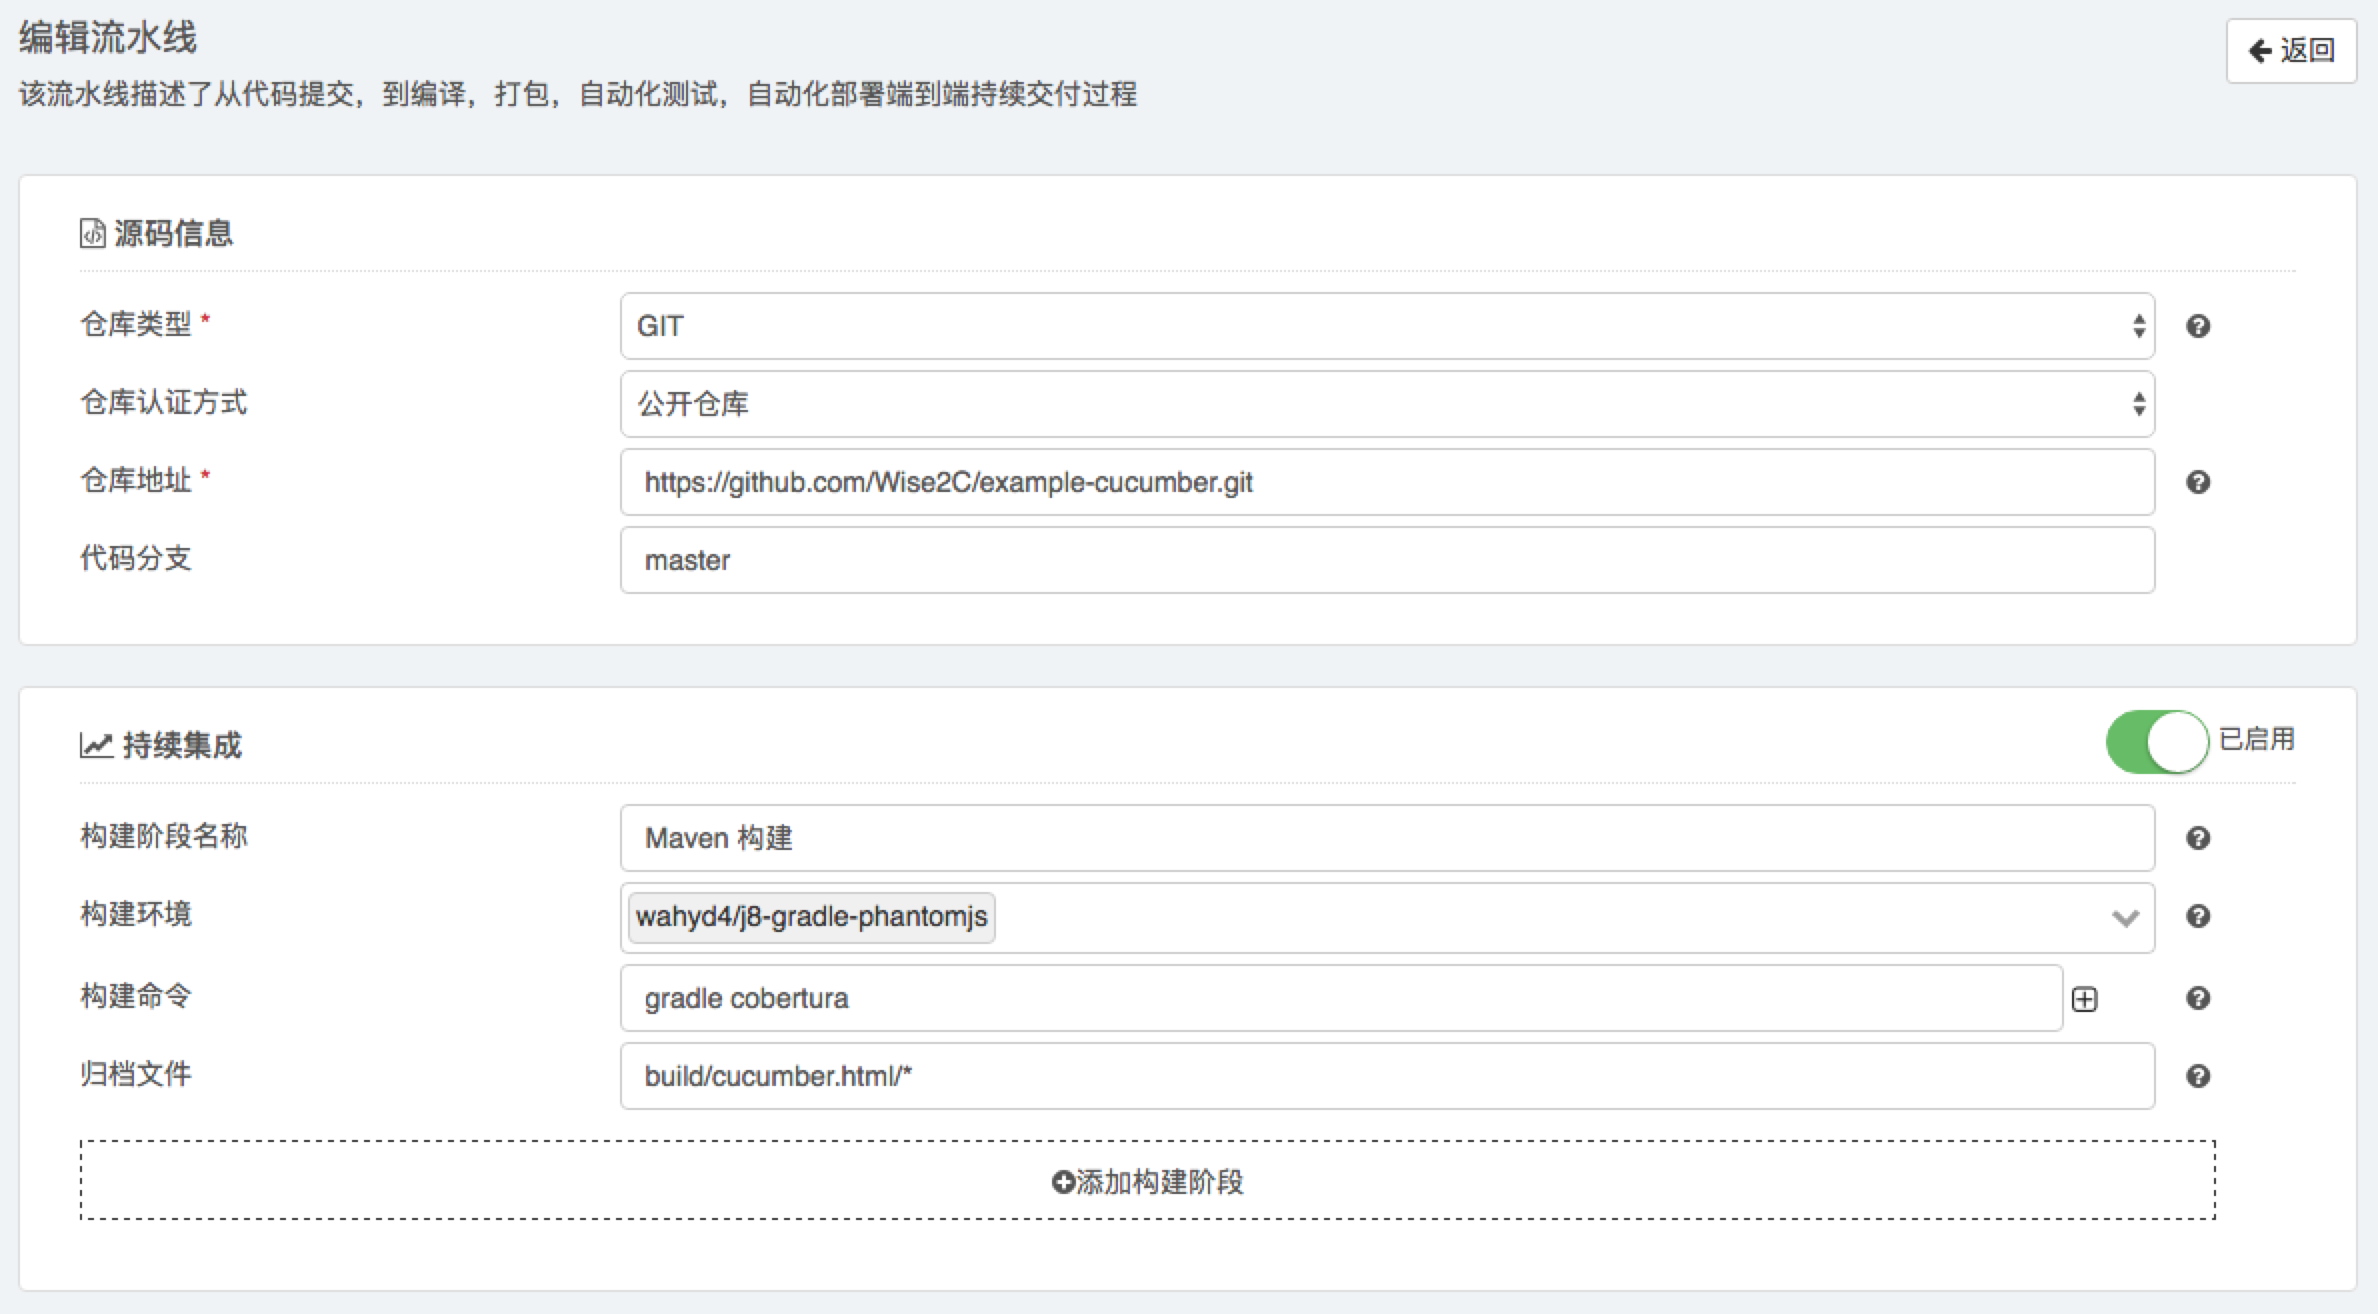 编辑流水线
返回
该流水线描述了从代码提交，到编译，打包，自动化测试，自动化部署端到端持续交付过程
源码信息
仓库类型 *
GIT
仓库认证方式
公开仓库
仓库地址 *
https://github.com/Wise2C/example-cucumber.git
代码分支
master
持续集成
已启用
构建阶段名称
Maven 构建
构建环境
wahyd4/j8-gradle-phantomjs
构建命令
gradle cobertura
归档文件
build/cucumber.html/*
添加构建阶段